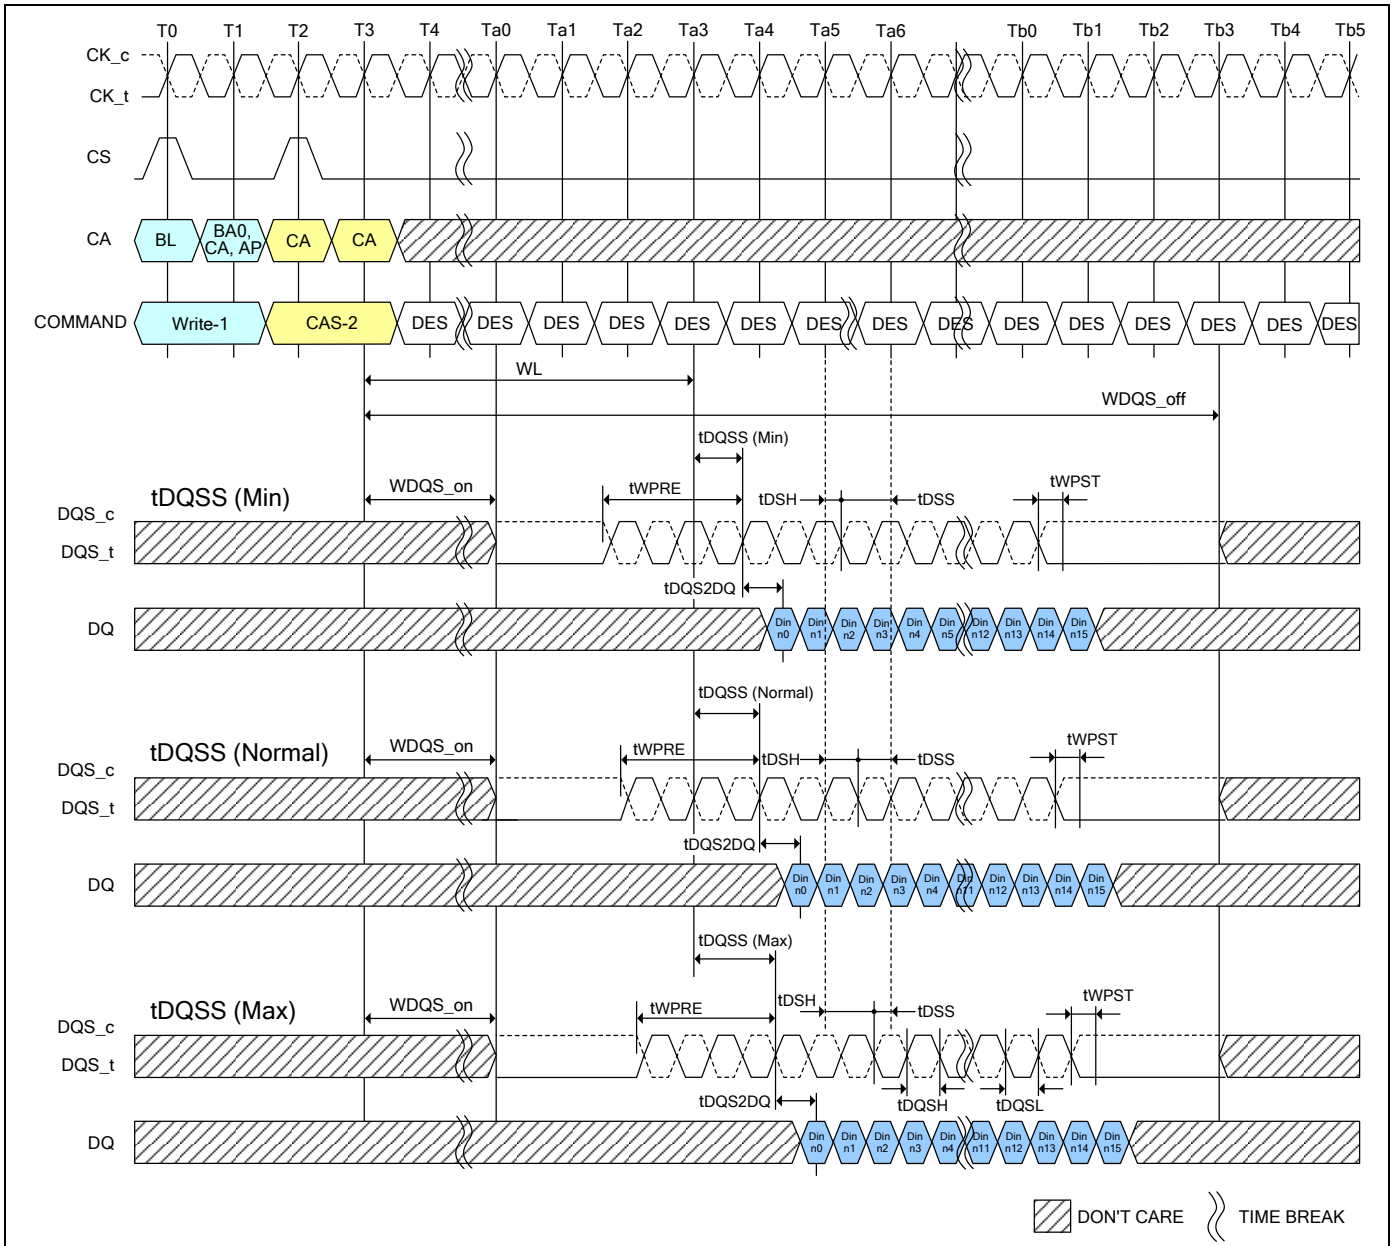 T0 T1 T2 T3 T4 Ta0 Ta1 Ta2 Ta3 Ta4 Ta5 Ta6 Tb0 Tb1 Tb2 Tb3 Tb4 Tb5
CK_c
CK_t
CS
CA BL BA0, CA, AP CA CA
COMMAND Write-1 CAS-2 DES DES DES DES DES DES DES DES DES DES DES DES DES DES DES
WL
WDQS_off
tDQSS (Min)
tDQSS (Min) WDQS_on tWPRE tDSH tDSS tWPST
DQS_c
DQS_t
tDQS2DQ
DQ Din n0 Din n1 Din n2 Din n3 Din n4 Din n5 Din n12 Din n13 Din n14 Din n15
tDQSS (Normal)
tDQSS (Normal) WDQS_on tWPRE tDSH tDSS tWPST
DQS_c
DQS_t
tDQS2DQ
DQ Din n0 Din n1 Din n2 Din n3 Din n4 Din n11 Din n12 Din n13 Din n14 Din n15
tDQSS (Max)
tDQSS (Max) WDQS_on tWPRE tDSH tDSS tWPST
DQS_c
DQS_t
tDQS2DQ tDQSH tDQSL
DQ Din n0 Din n1 Din n2 Din n3 Din n4 Din n11 Din n12 Din n13 Din n14 Din n15
DON'T CARE TIME BREAK